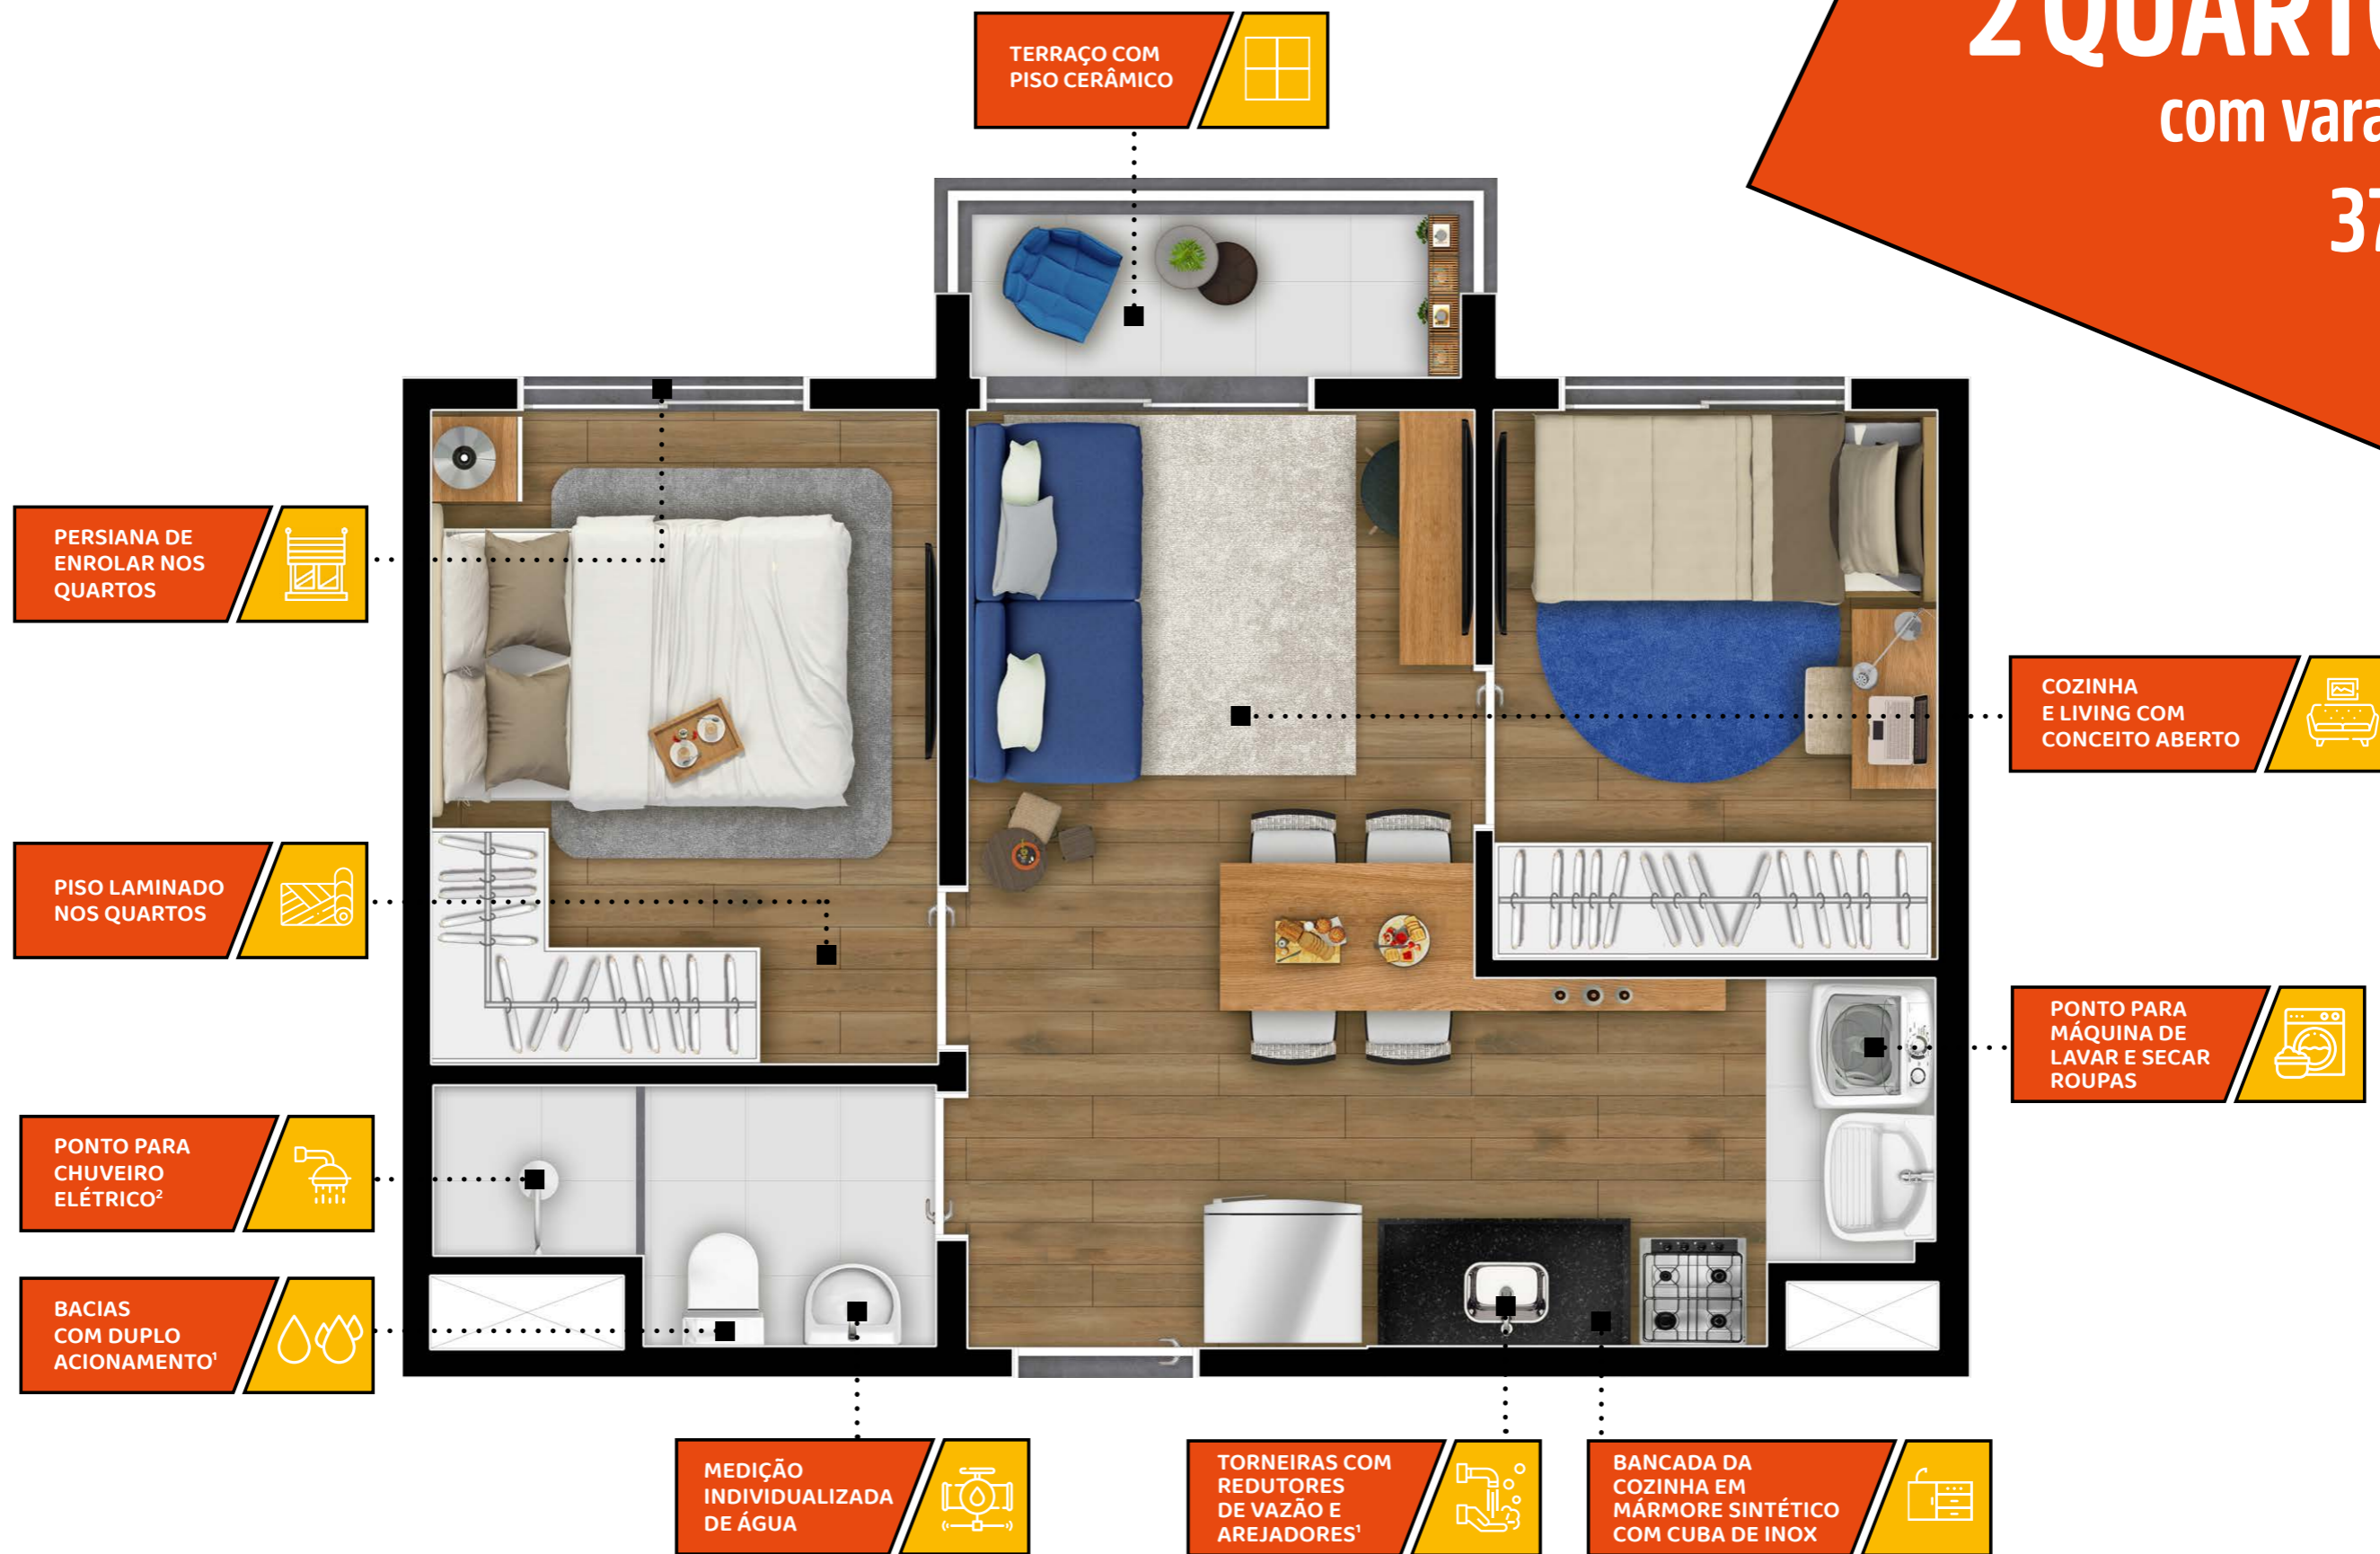 TERRAÇO COM
PISO CERÂMICO
2 QUARTO
com vara
37
PERSIANA DE
ENROLAR NOS
QUARTOS
COZINHA
E LIVING COM
CONCEITO ABERTO
PISO LAMINADO
NOS QUARTOS
PONTO PARA
MÁQUINA DE
LAVAR E SECAR
ROUPAS
PONTO PARA
CHUVEIRO
ELÉTRICO²
BACIAS
COM DUPLO
ACIONAMENTO¹
MEDIÇÃO
INDIVIDUALIZADA
DE ÁGUA
TORNEIRAS COM
REDUTORES
DE VAZÃO E
AREJADORES¹
BANCADA DA
COZINHA EM
MÁRMORE SINTÉTICO
COM CUBA DE INOX